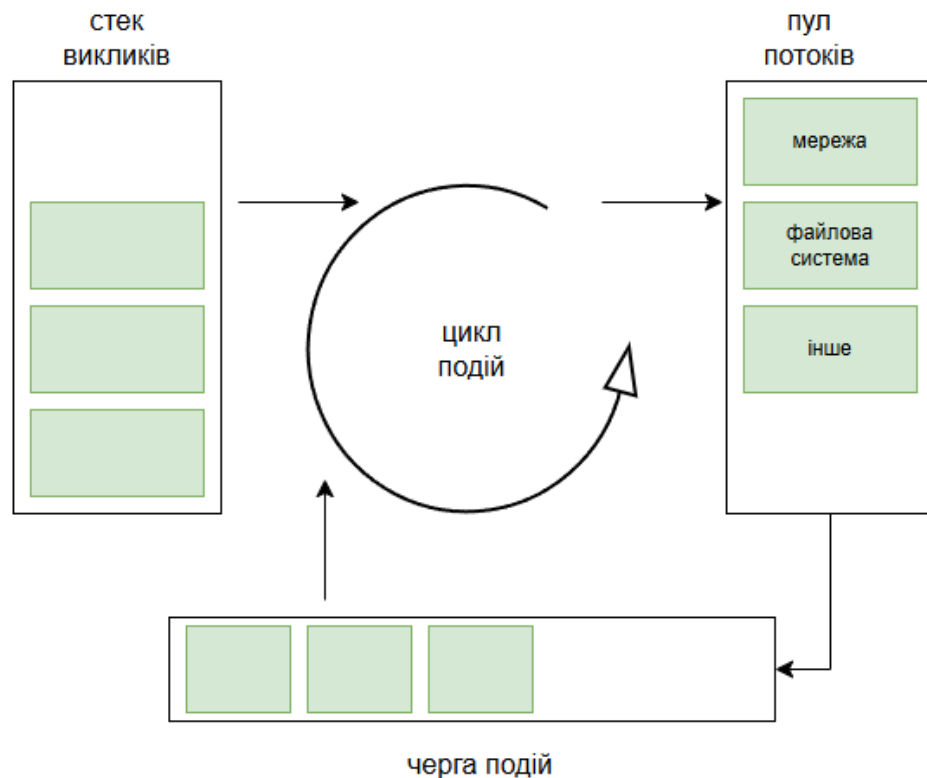 стек
викликів
пул
потоків
мережа
файлова
система
інше
цикл
подій
черга подій